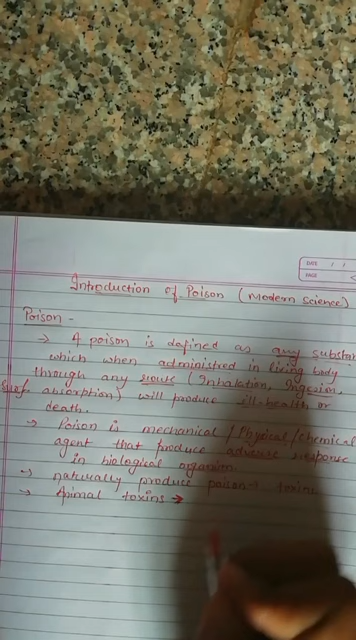 DATE
PAGE
Introduction of Poison (Modern Science)
Poison -
→ A poison is defined as any substan
which when administred in living body
through any route (Inhalation, Ingesion,
absorption) will produce ill-health or
death.
→ Poison is mechanical / Physical / chemical
agent that produce adverse response
in biological organism.
→ naturally produce poison → toxins
→ Animal toxins →